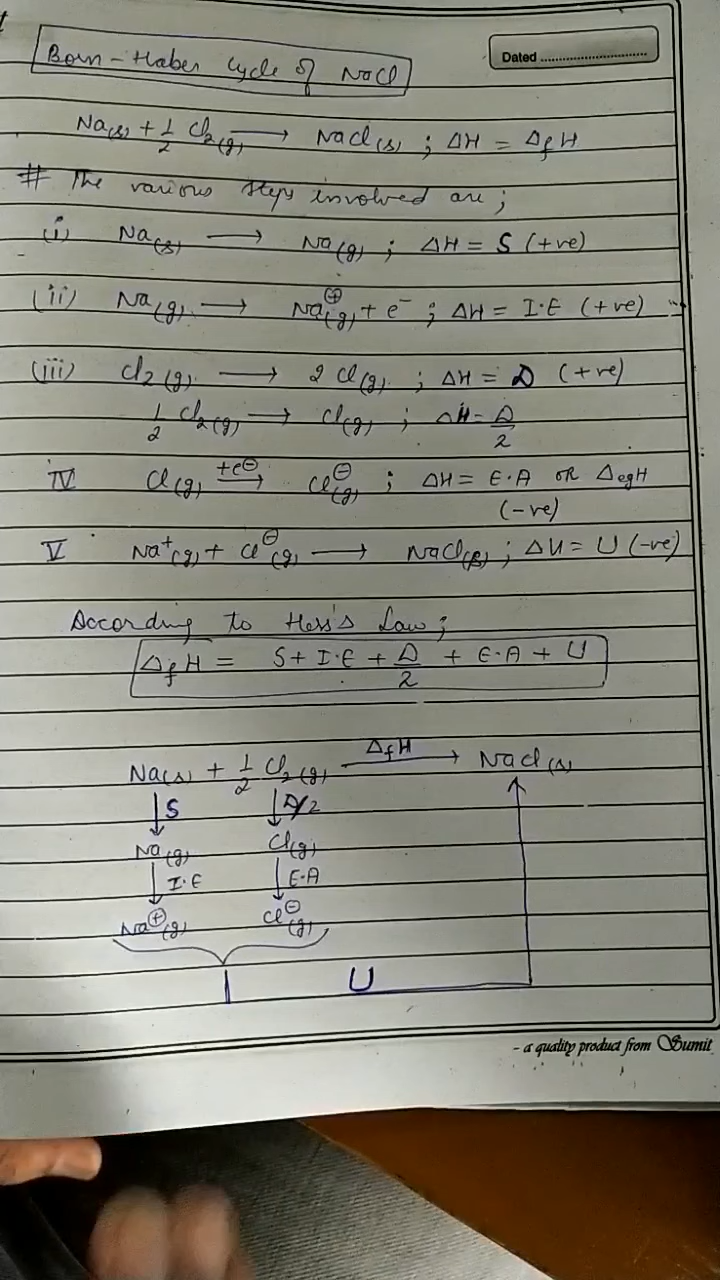 Born-Haber Cycle of NaCl
Dated
Na(s) + 1/2 Cl2(g) ⟶ NaCl(s) ; ΔH = ΔfH
# The various steps involved are ;
(i) Na(s) ⟶ Na(g) ; ΔH = S (+ve)
(ii) Na(g) ⟶ Na⊕(g) + e⁻ ; ΔH = I.E (+ve)
(iii) Cl2(g) ⟶ 2 Cl(g) ; ΔH = D (+ve)
1/2 Cl2(g) ⟶ Cl(g) ; ΔH = D/2
IV Cl(g) +e⊖ ⟶ Cl⊖(g) ; ΔH = E.A OR ΔegH
(-ve)
V Na⁺(g) + Cl⊖(g) ⟶ NaCl(s) ; ΔH = U (-ve)
According to Hess's Law ;
ΔfH = S + I.E + D/2 + E.A + U
Na(s) + 1/2 Cl2(g) ΔfH ⟶ NaCl(s)
↓ S ↓ D/2
Na(g) Cl(g)
↓ I.E ↓ E.A
Na⊕(g) Cl⊖(g)
U
- a quality product from Sumit